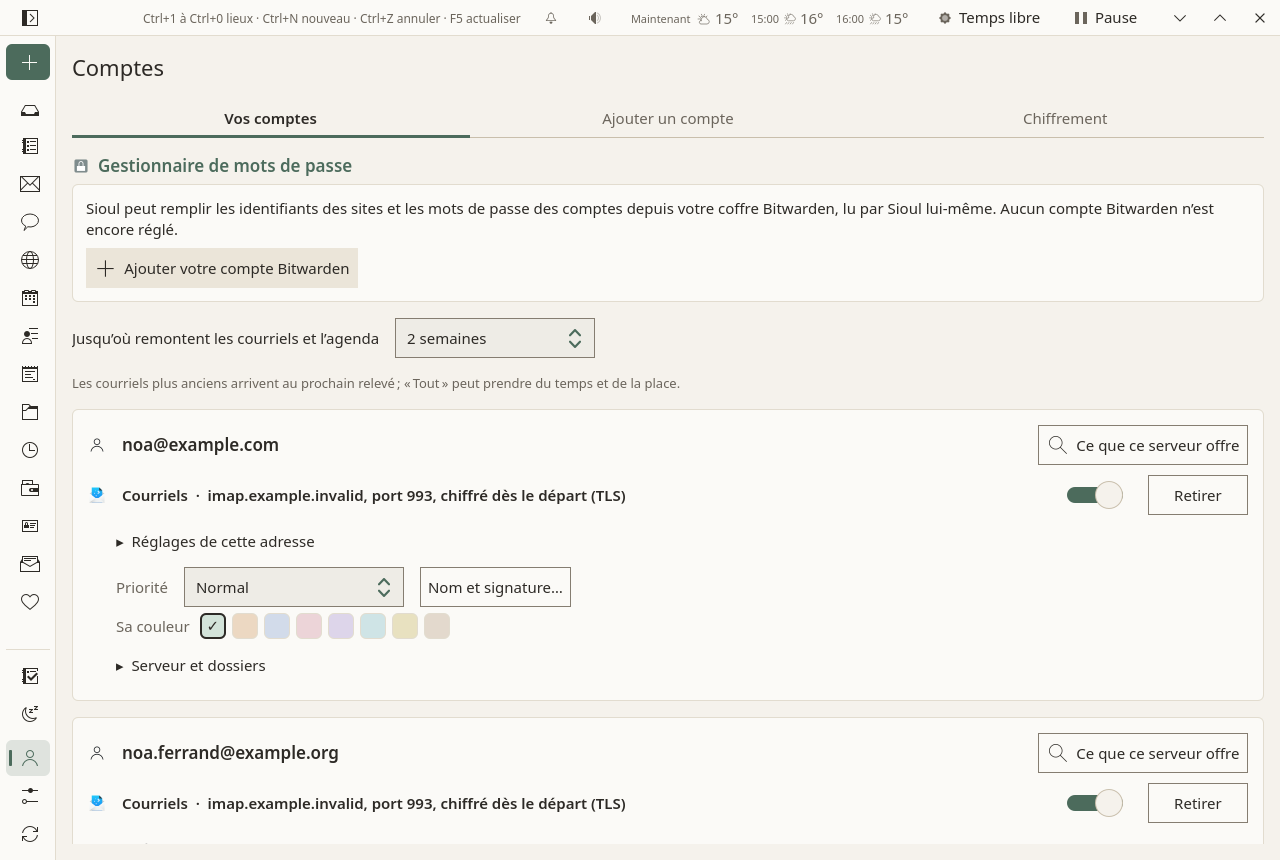 Ctrl+1 à Ctrl+0 lieux · Ctrl+N nouveau · Ctrl+Z annuler · F5 actualiser
Maintenant 15° 15:00 16° 16:00 15°
Temps libre
Pause
Comptes
Vos comptes
Ajouter un compte
Chiffrement
Gestionnaire de mots de passe
Sioul peut remplir les identifiants des sites et les mots de passe des comptes depuis votre coffre Bitwarden, lu par Sioul lui-même. Aucun compte Bitwarden n’est
encore réglé.
Ajouter votre compte Bitwarden
Jusqu’où remontent les courriels et l’agenda
2 semaines
Les courriels plus anciens arrivent au prochain relevé ; « Tout » peut prendre du temps et de la place.
noa@example.com
Ce que ce serveur offre
Courriels · imap.example.invalid, port 993, chiffré dès le départ (TLS)
Retirer
Réglages de cette adresse
Priorité
Normal
Nom et signature…
Sa couleur
Serveur et dossiers
noa.ferrand@example.org
Ce que ce serveur offre
Courriels · imap.example.invalid, port 993, chiffré dès le départ (TLS)
Retirer